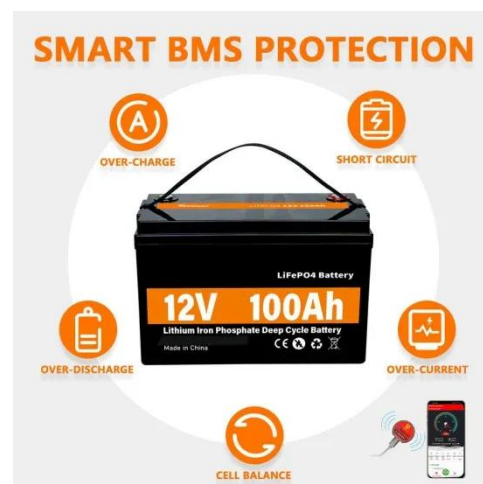 SMART BMS PROTECTION
OVER-CHARGE
SHORT CIRCUIT
LiFePO4 Battery
12V 100Ah
Lithium Iron Phosphate Deep Cycle Battery
Made in China
CE
OVER-DISCHARGE
OVER-CURRENT
CELL BALANCE